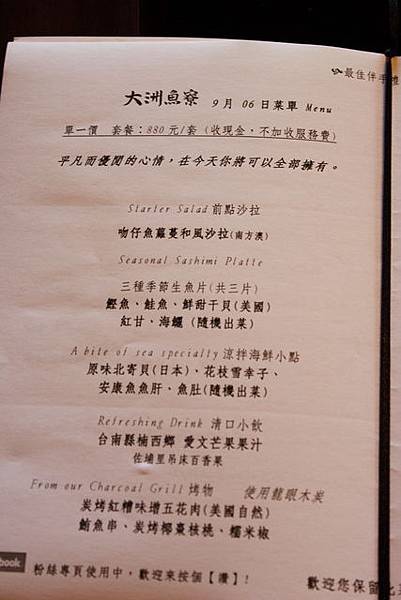 最佳伴手禮
大洲魚寮 9月 06日菜單 Menu
單一價 套餐：880元/套 (收現金，不加收服務費)
平凡而優閒的心情，在今天你將可以全部擁有。
Starter Salad 前點沙拉
吻仔魚蘿蔓和風沙拉(南方澳)
Seasonal Sashimi Platte
三種季節生魚片(共三片)
鰹魚、鮭魚、鮮甜干貝(美國)
紅甘、海鱺 (隨機出菜)
A bite of sea specialty 涼拌海鮮小點
原味北寄貝(日本)、花枝雪幸子、
安康魚魚肝、魚肚(隨機出菜)
Refreshing Drink 清口小飲
台南縣楠西鄉 愛文芒果果汁
佐埔里吊床百香果
From our Charcoal Grill 烤物 使用龍眼木炭
炭烤紅糟味增五花肉(美國自然)
鮪魚串、炭烤椰棗核桃、糯米椒
book 粉絲專頁使用中，歡迎來按個【讚】!
歡迎您保留此